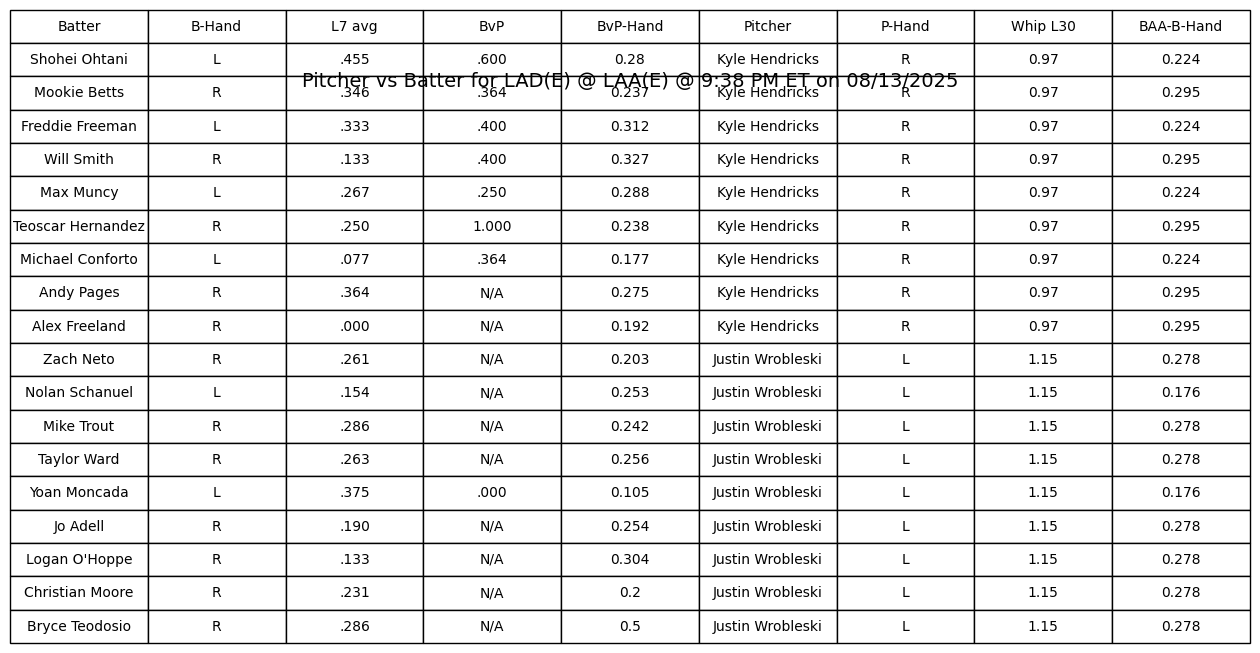 Batter B-Hand L7 avg BvP BvP-Hand Pitcher P-Hand Whip L30 BAA-B-Hand
Shohei Ohtani L .455 .600 0.28 Kyle Hendricks R 0.97 0.224
Pitcher vs Batter for LAD(E) @ LAA(E) @ 9:38 PM ET on 08/13/2025
Mookie Betts R .346 .364 0.237 Kyle Hendricks R 0.97 0.295
Freddie Freeman L .333 .400 0.312 Kyle Hendricks R 0.97 0.224
Will Smith R .133 .400 0.327 Kyle Hendricks R 0.97 0.295
Max Muncy L .267 .250 0.288 Kyle Hendricks R 0.97 0.224
Teoscar Hernandez R .250 1.000 0.238 Kyle Hendricks R 0.97 0.295
Michael Conforto L .077 .364 0.177 Kyle Hendricks R 0.97 0.224
Andy Pages R .364 N/A 0.275 Kyle Hendricks R 0.97 0.295
Alex Freeland R .000 N/A 0.192 Kyle Hendricks R 0.97 0.295
Zach Neto R .261 N/A 0.203 Justin Wrobleski L 1.15 0.278
Nolan Schanuel L .154 N/A 0.253 Justin Wrobleski L 1.15 0.176
Mike Trout R .286 N/A 0.242 Justin Wrobleski L 1.15 0.278
Taylor Ward R .263 N/A 0.256 Justin Wrobleski L 1.15 0.278
Yoan Moncada L .375 .000 0.105 Justin Wrobleski L 1.15 0.176
Jo Adell R .190 N/A 0.254 Justin Wrobleski L 1.15 0.278
Logan O'Hoppe R .133 N/A 0.304 Justin Wrobleski L 1.15 0.278
Christian Moore R .231 N/A 0.2 Justin Wrobleski L 1.15 0.278
Bryce Teodosio R .286 N/A 0.5 Justin Wrobleski L 1.15 0.278